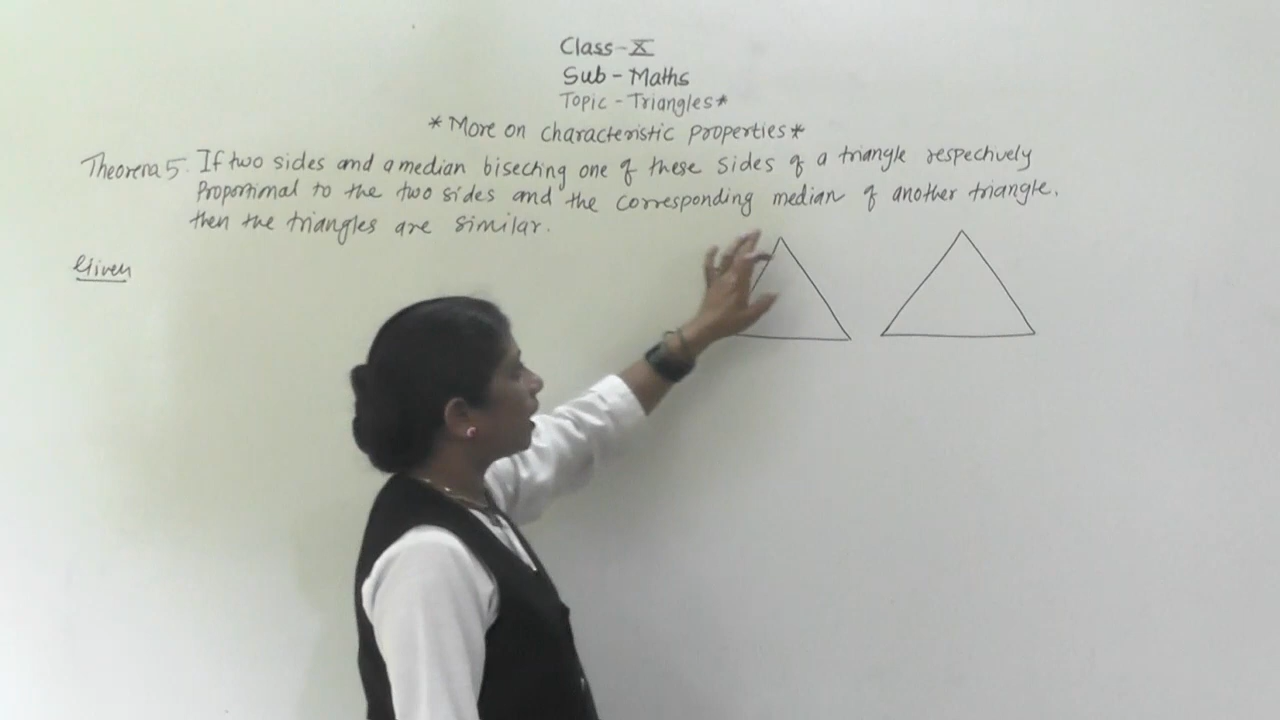 Class-X
Sub - Maths
Topic - Triangles*
*More on characteristic properties*
Theorem 5. If two sides and a median bisecting one of these sides of a triangle respectively
Proportional to the two sides and the corresponding median of another triangle.
then the triangles are similar.
Given